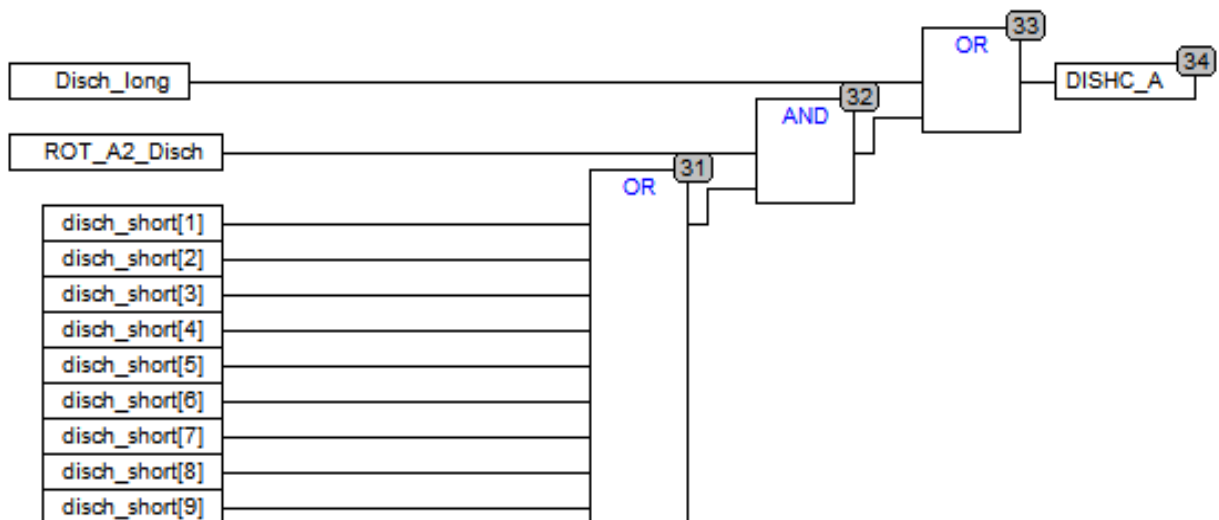 33
OR
34
Disch_long
DISHC_A
32
AND
ROT_A2_Disch
31
OR
disch_short[1]
disch_short[2]
disch_short[3]
disch_short[4]
disch_short[5]
disch_short[6]
disch_short[7]
disch_short[8]
disch_short[9]